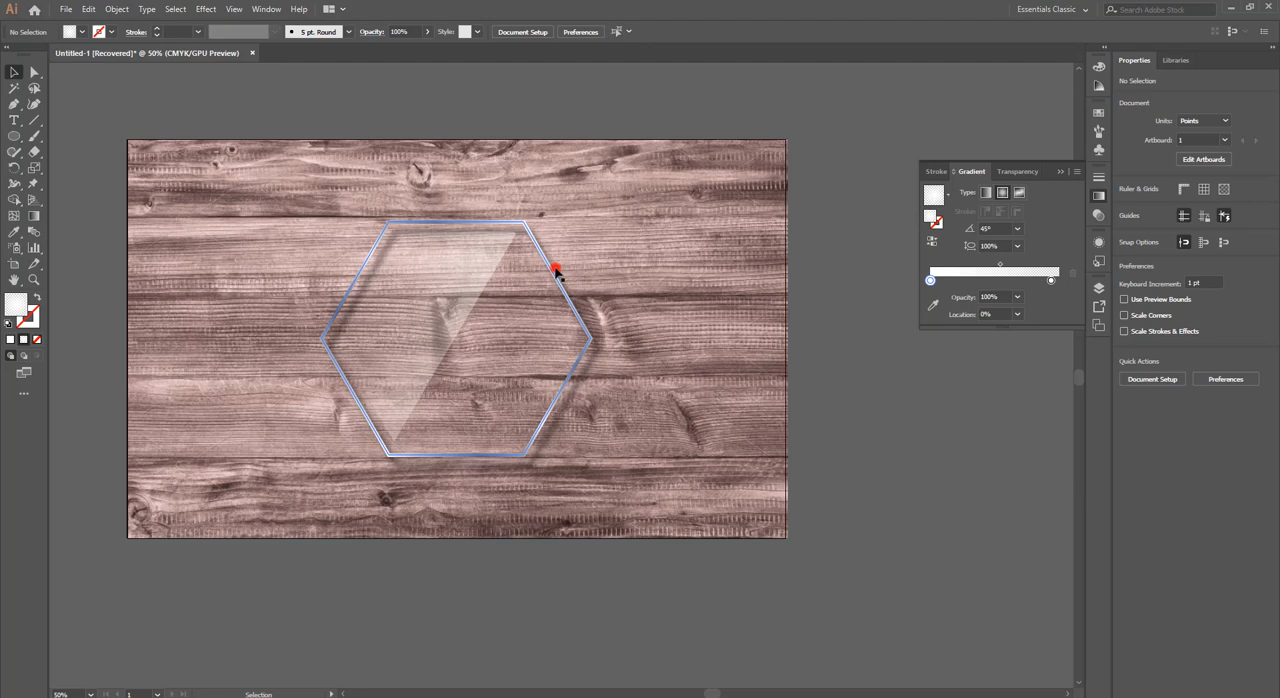 Ai File Edit Object Type Select Effect View Window Help Essentials Classic Search Adobe Stock
No Selection Stroke: 5 pt. Round Opacity: 100% Style: Document Setup Preferences
Untitled-1 [Recovered]* @ 50% (CMYK/GPU Preview)
Properties Libraries
No Selection
Document
Units: Points
Artboard: 1
Edit Artboards
Ruler & Grids
Guides
Snap Options
Preferences
Keyboard Increment: 1 pt
Use Preview Bounds
Scale Corners
Scale Strokes & Effects
Quick Actions
Document Setup Preferences
Stroke Gradient Transparency
Type:
Stroke:
45°
100%
Opacity: 100%
Location: 0%
50% 1 Selection